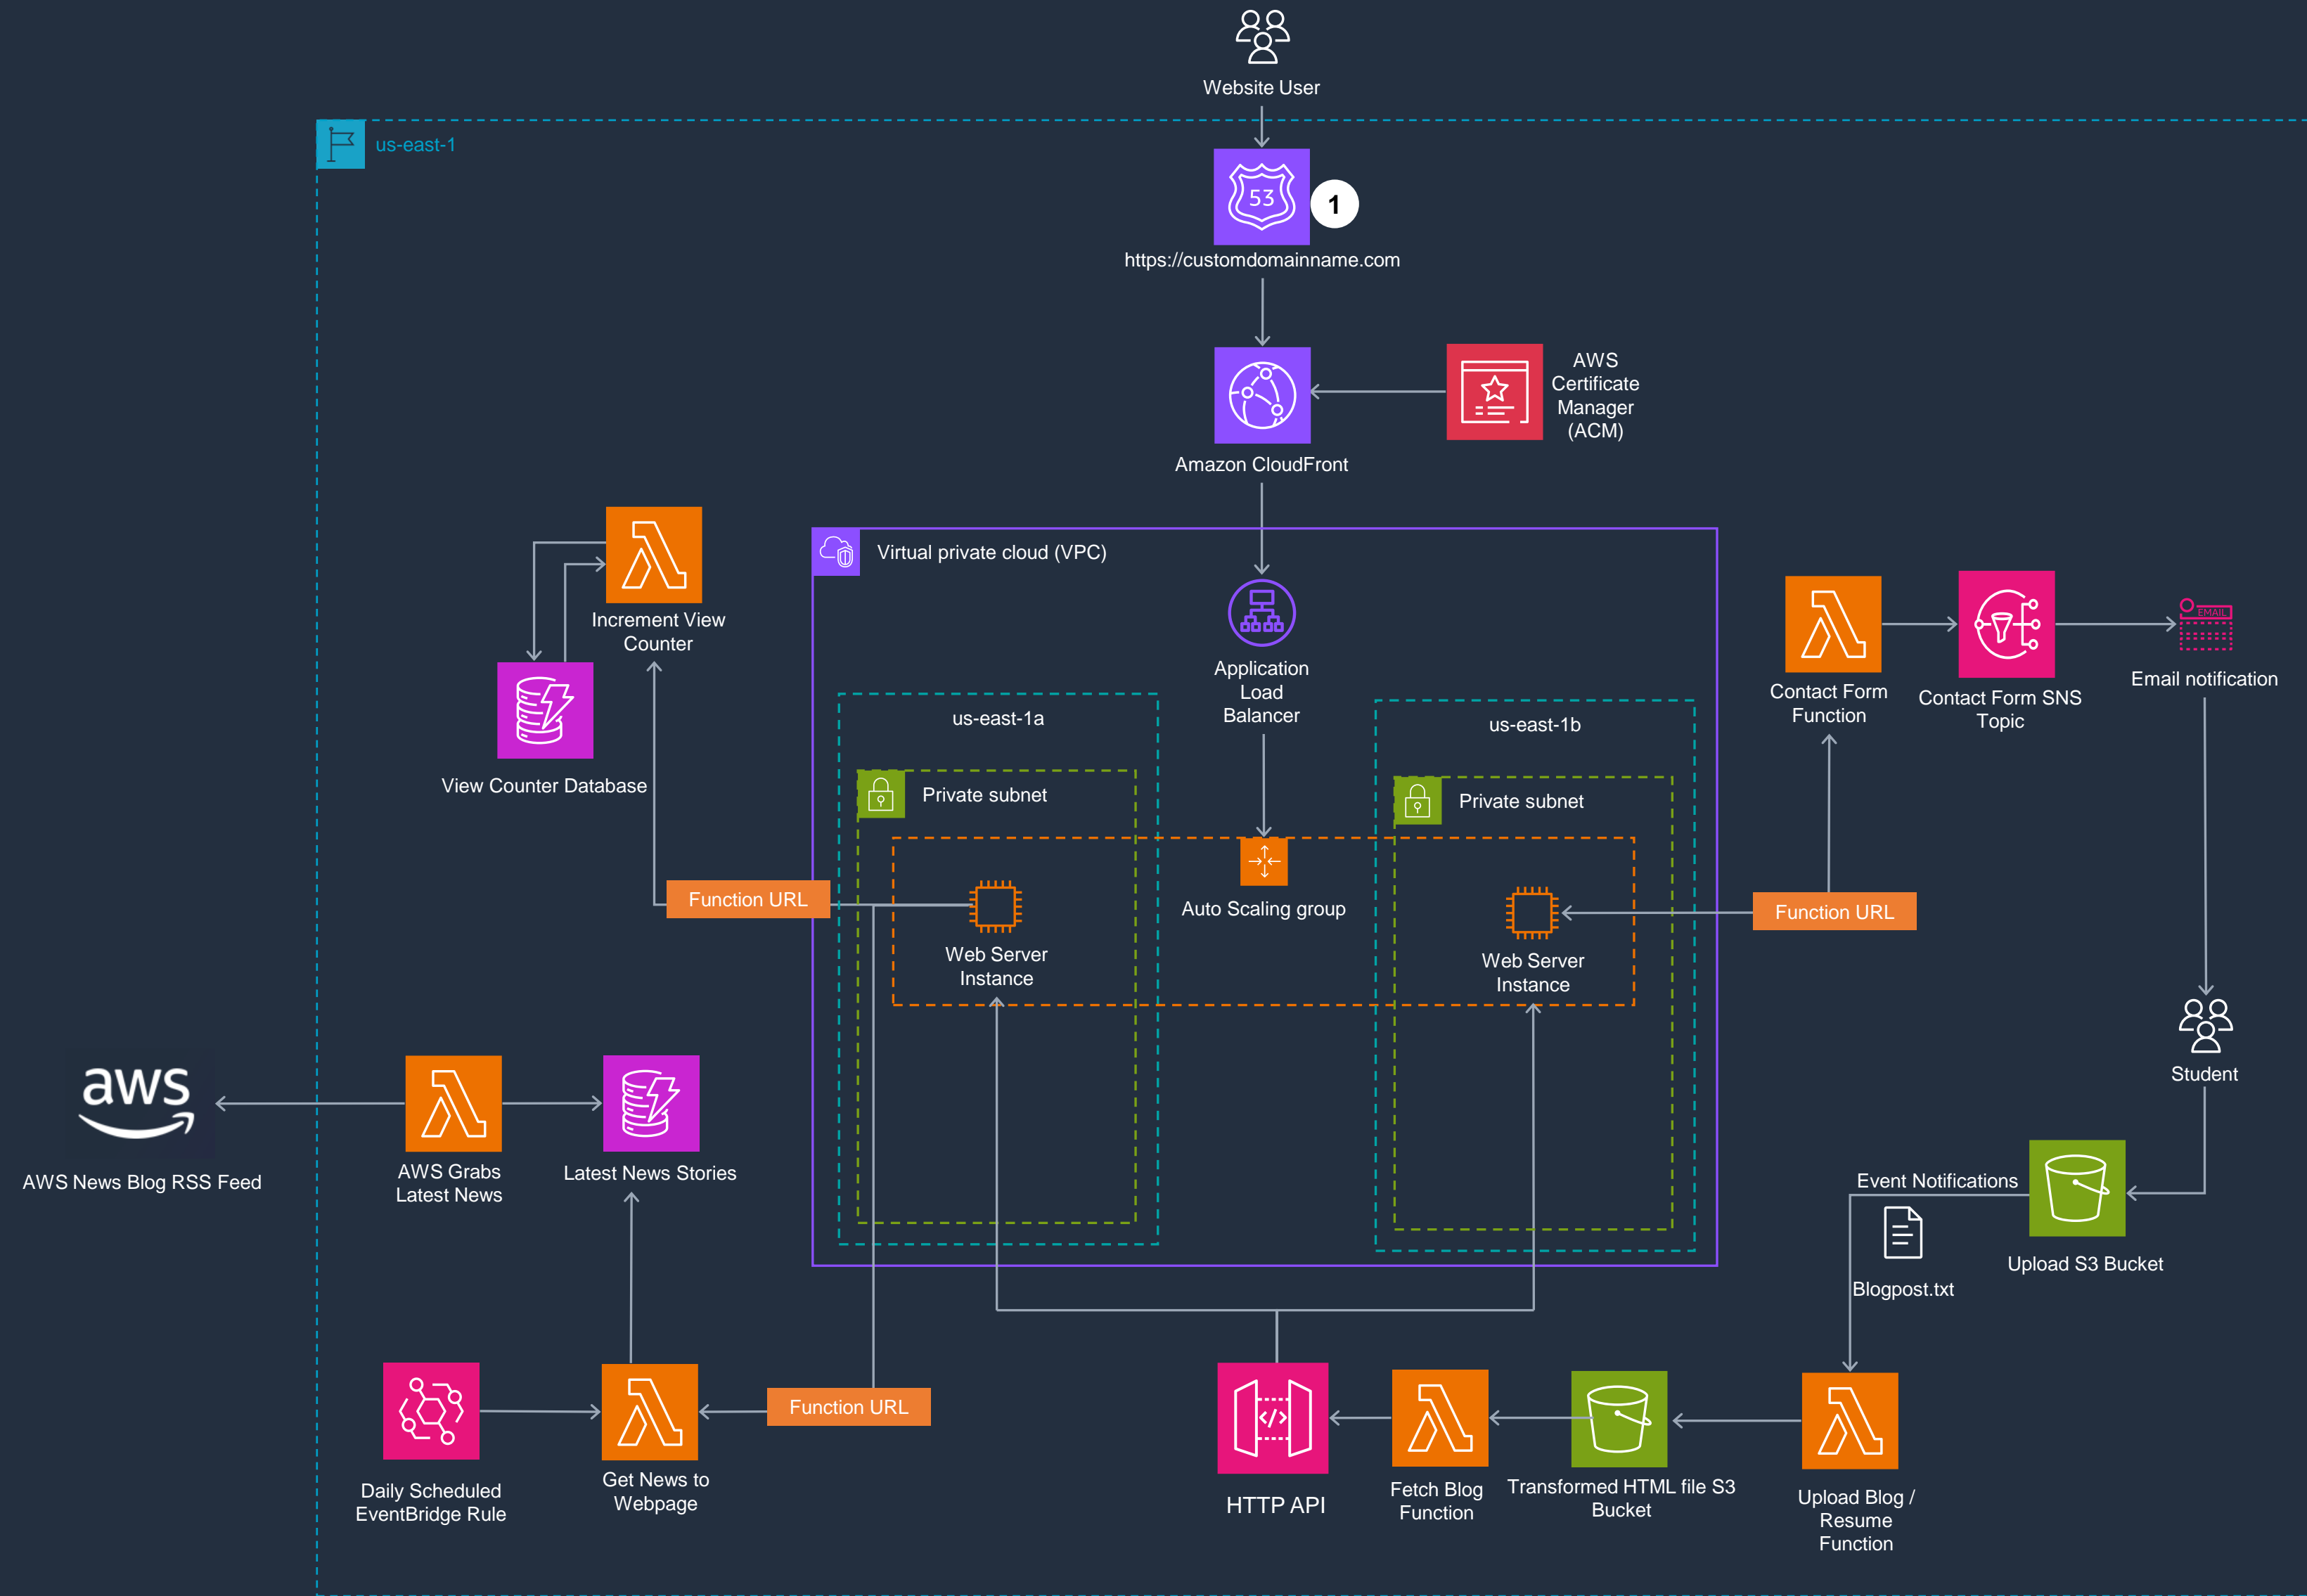 Website User
us-east-1
53
1
https://customdomainname.com
AWS
Certificate
Manager
(ACM)
Amazon CloudFront
Virtual private cloud (VPC)
Increment View
Counter
View Counter Database
Application
Load
Balancer
us-east-1a
us-east-1b
Private subnet
Private subnet
Contact Form
Function
Contact Form SNS
Topic
EMAIL
Email notification
Function URL
Auto Scaling group
Function URL
Web Server
Instance
Web Server
Instance
Student
aws
AWS News Blog RSS Feed
AWS Grabs
Latest News
Latest News Stories
Event Notifications
Blogpost.txt
Upload S3 Bucket
Function URL
Daily Scheduled
EventBridge Rule
Get News to
Webpage
</>
HTTP API
Fetch Blog
Function
Transformed HTML file S3
Bucket
Upload Blog /
Resume
Function